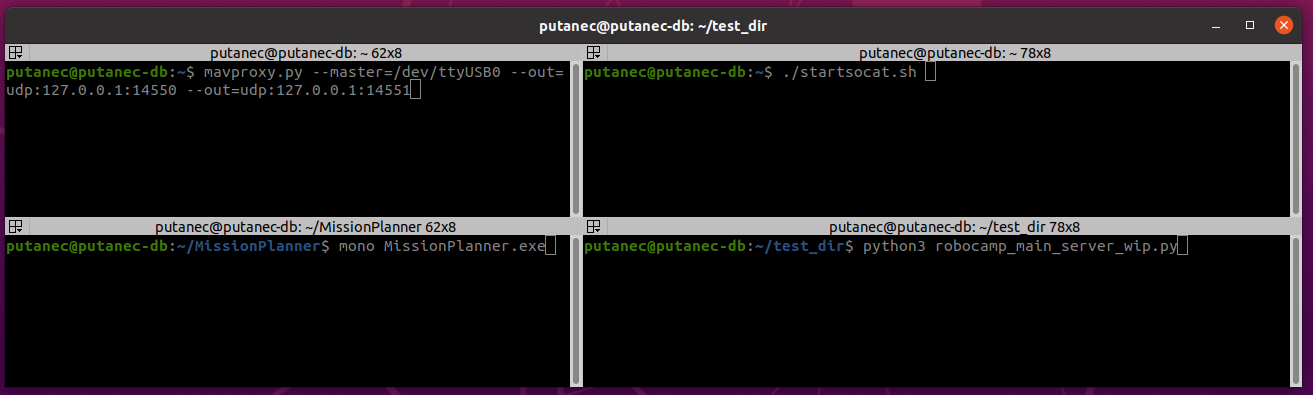 putanec@putanec-db: ~/test_dir
putanec@putanec-db: ~ 62x8
putanec@putanec-db:~$ mavproxy.py --master=/dev/ttyUSB0 --out=
udp:127.0.0.1:14550 --out=udp:127.0.0.1:14551
putanec@putanec-db: ~ 78x8
putanec@putanec-db:~$ ./startsocat.sh
putanec@putanec-db: ~/MissionPlanner 62x8
putanec@putanec-db:~/MissionPlanner$ mono MissionPlanner.exe
putanec@putanec-db: ~/test_dir 78x8
putanec@putanec-db:~/test_dir$ python3 robocamp_main_server_wip.py